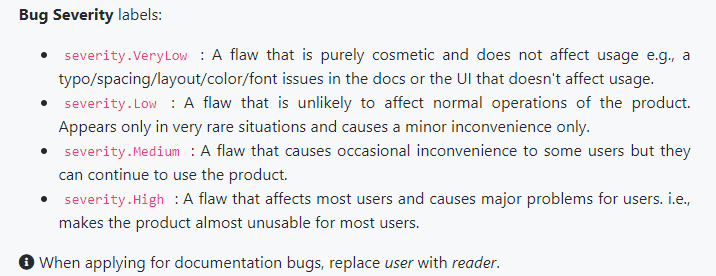 Bug Severity labels:
severity.VeryLow : A flaw that is purely cosmetic and does not affect usage e.g., a
typo/spacing/layout/color/font issues in the docs or the UI that doesn't affect usage.
severity.Low : A flaw that is unlikely to affect normal operations of the product.
Appears only in very rare situations and causes a minor inconvenience only.
severity.Medium : A flaw that causes occasional inconvenience to some users but they
can continue to use the product.
severity.High : A flaw that affects most users and causes major problems for users. i.e.,
makes the product almost unusable for most users.
When applying for documentation bugs, replace user with reader.